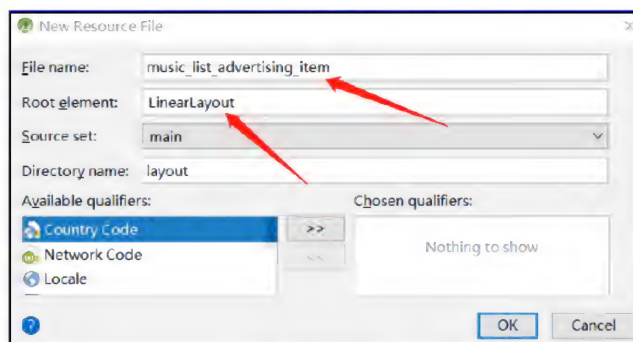 New Resource File
File name: music_list_advertising_item
Root element: LinearLayout
Source set: main
Directory name: layout
Available qualifiers: Chosen qualifiers:
Country Code >> Nothing to show
Network Code <<
Locale
OK Cancel